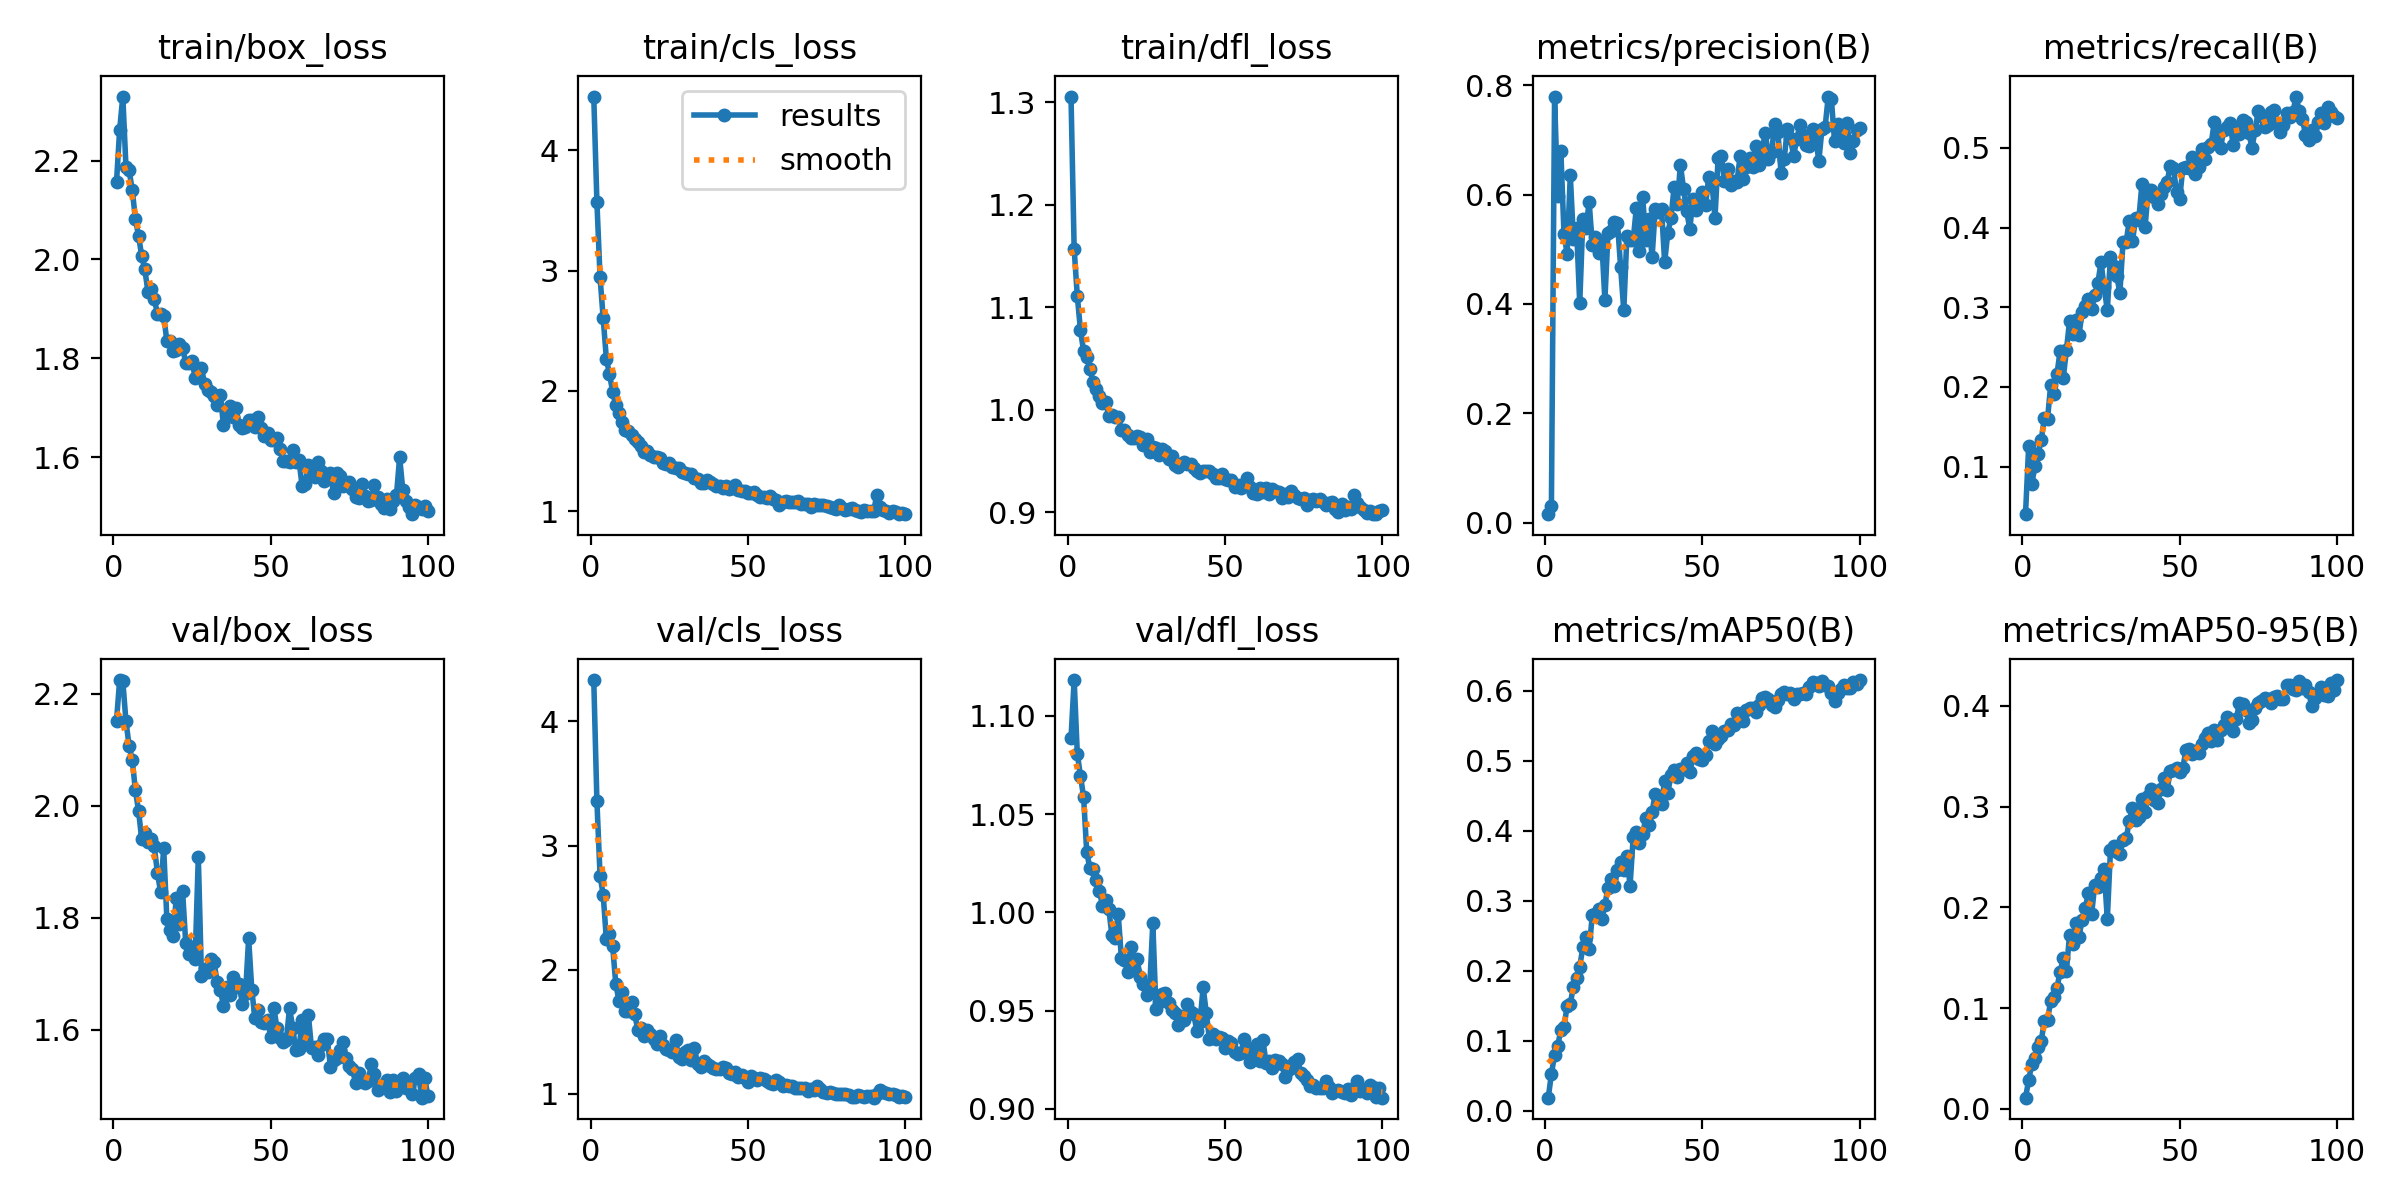 train/box_loss
2.2
2.0
1.8
1.6
0 50 100
train/cls_loss
results
smooth
4
3
2
1
0 50 100
train/dfl_loss
1.3
1.2
1.1
1.0
0.9
0 50 100
metrics/precision(B)
0.8
0.6
0.4
0.2
0.0
0 50 100
metrics/recall(B)
0.5
0.4
0.3
0.2
0.1
0 50 100
val/box_loss
2.2
2.0
1.8
1.6
0 50 100
val/cls_loss
4
3
2
1
0 50 100
val/dfl_loss
1.10
1.05
1.00
0.95
0.90
0 50 100
metrics/mAP50(B)
0.6
0.5
0.4
0.3
0.2
0.1
0.0
0 50 100
metrics/mAP50-95(B)
0.4
0.3
0.2
0.1
0.0
0 50 100